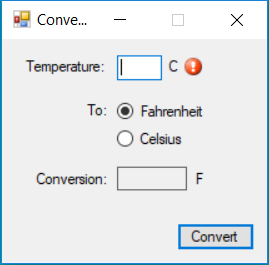 Conve...
Temperature: C
To: Fahrenheit
Celsius
Conversion: F
Convert